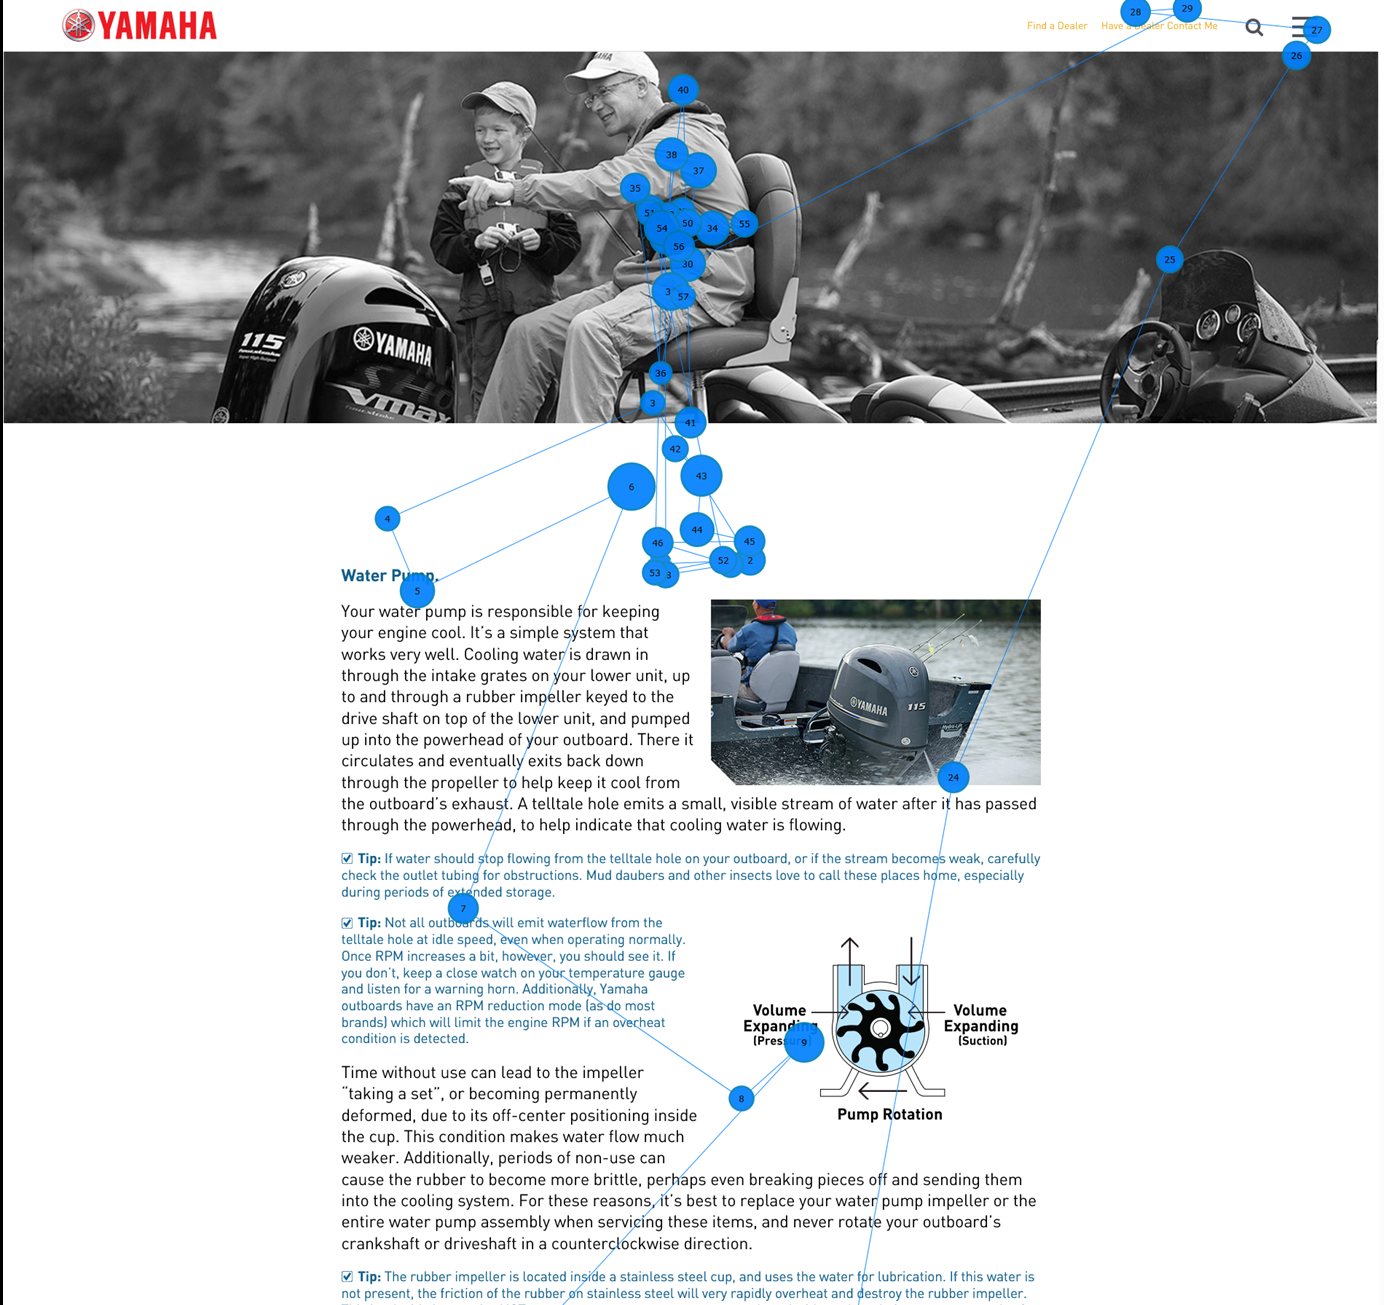 YAMAHA
Find a Dealer Have a Dealer Contact Me
28
29
27
26
40
38
37
35
51
50
54
34
55
56
30
25
57
115
YAMAHA
Vmax
36
3
41
42
43
6
4
44
46
45
52
2
53
3
Water Pump.
5
Your water pump is responsible for keeping
your engine cool. It's a simple system that
works very well. Cooling water is drawn in
through the intake grates on your lower unit, up
to and through a rubber impeller keyed to the
drive shaft on top of the lower unit, and pumped
up into the powerhead of your outboard. There it
circulates and eventually exits back down
through the propeller to help keep it cool from
the outboard's exhaust. A telltale hole emits a small, visible stream of water after it has passed
through the powerhead, to help indicate that cooling water is flowing.
YAMAHA
115
24
Tip: If water should stop flowing from the telltale hole on your outboard, or if the stream becomes weak, carefully
check the outlet tubing for obstructions. Mud daubers and other insects love to call these places home, especially
during periods of extended storage.
7
Tip: Not all outboards will emit waterflow from the
telltale hole at idle speed, even when operating normally.
Once RPM increases a bit, however, you should see it. If
you don't, keep a close watch on your temperature gauge
and listen for a warning horn. Additionally, Yamaha
outboards have an RPM reduction mode (as do most
brands) which will limit the engine RPM if an overheat
condition is detected.
Volume
Expanding
(Pressure)
9
Volume
Expanding
(Suction)
8
Pump Rotation
Time without use can lead to the impeller
"taking a set", or becoming permanently
deformed, due to its off-center positioning inside
the cup. This condition makes water flow much
weaker. Additionally, periods of non-use can
cause the rubber to become more brittle, perhaps even breaking pieces off and sending them
into the cooling system. For these reasons, it's best to replace your water pump impeller or the
entire water pump assembly when servicing these items, and never rotate your outboard's
crankshaft or driveshaft in a counterclockwise direction.
Tip: The rubber impeller is located inside a stainless steel cup, and uses the water for lubrication. If this water is
not present, the friction of the rubber on stainless steel will very rapidly overheat and destroy the rubber impeller.